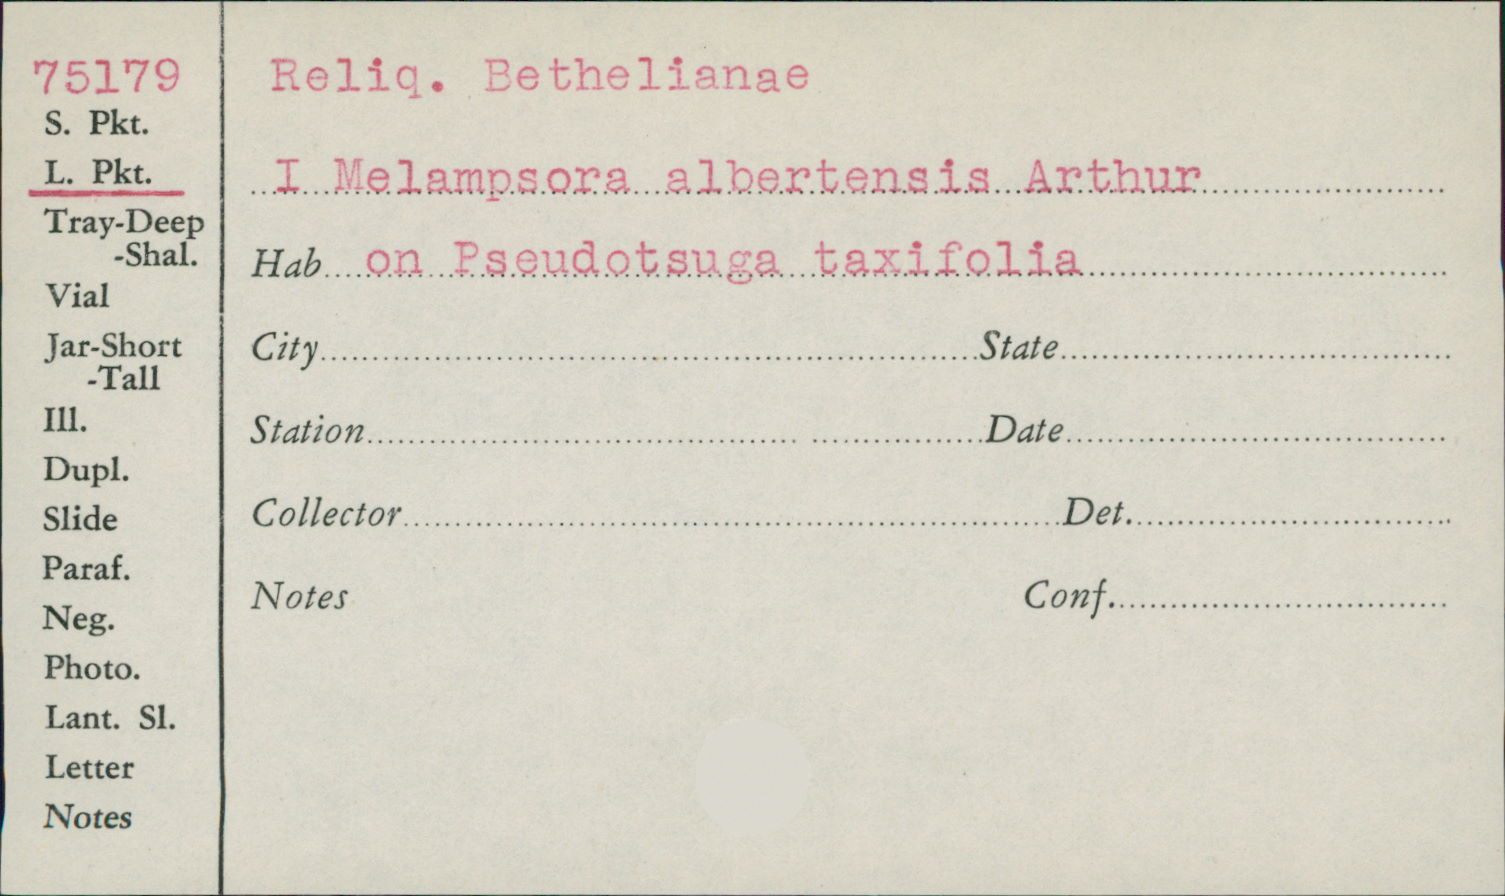 75179
S. Pkt.
L. Pkt.
Tray-Deep
-Shal.
Vial
Jar-Short
-Tall
Ill.
Dupl.
Slide
Paraf.
Neg.
Photo.
Lant. Sl.
Letter
Notes
Reliq. Bethelianae
I Melampsora albertensis Arthur
Hab on Pseudotsuga taxifolia
City State
Station Date
Collector Det.
Notes Conf.